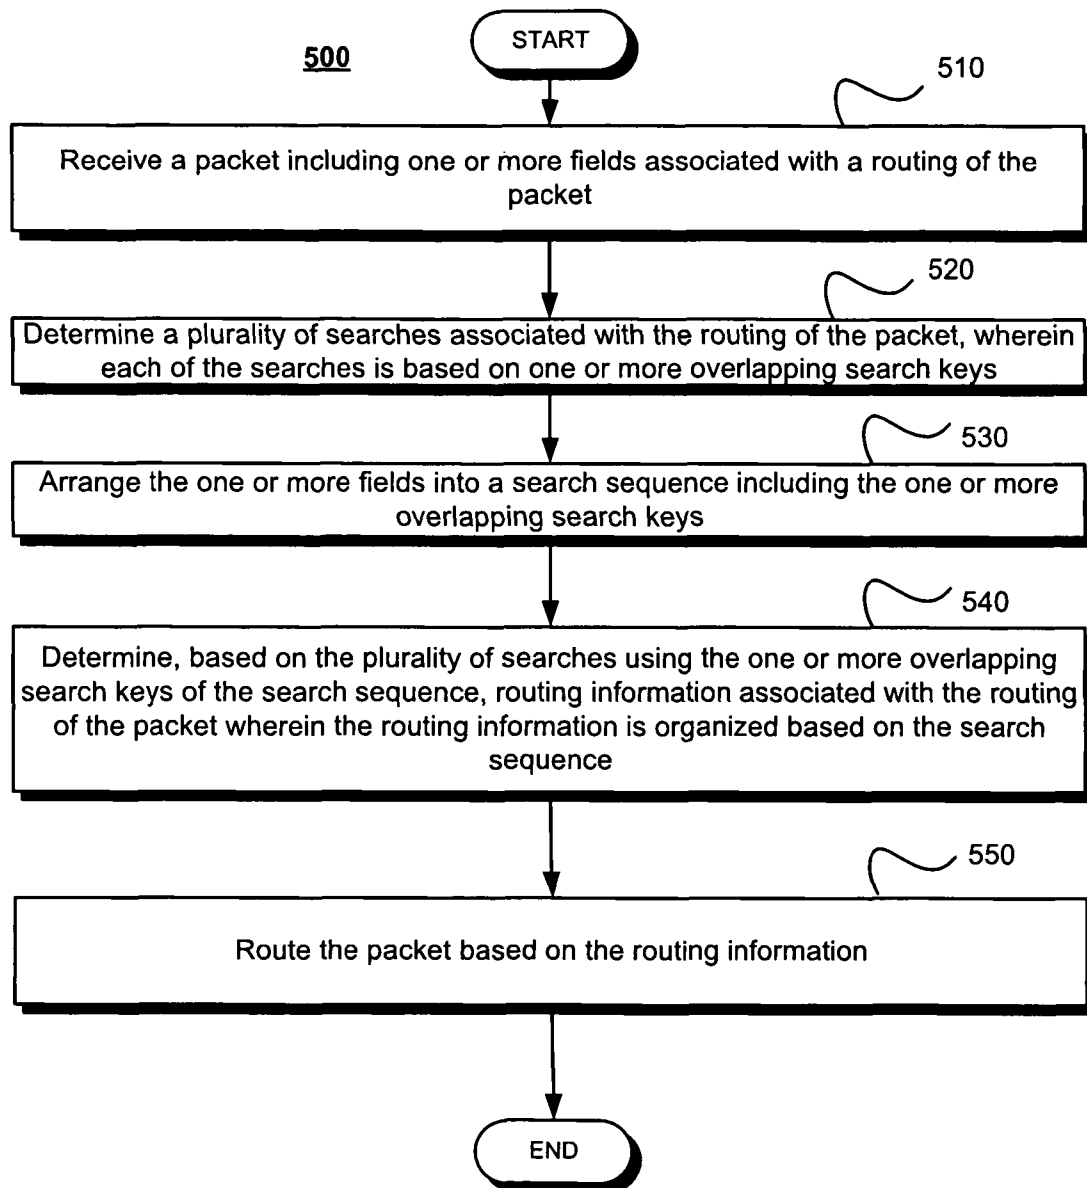 START
500
510
Receive a packet including one or more fields associated with a routing of the
packet
520
Determine a plurality of searches associated with the routing of the packet, wherein
each of the searches is based on one or more overlapping search keys
530
Arrange the one or more fields into a search sequence including the one or more
overlapping search keys
540
Determine, based on the plurality of searches using the one or more overlapping
search keys of the search sequence, routing information associated with the routing
of the packet wherein the routing information is organized based on the search
sequence
550
Route the packet based on the routing information
END